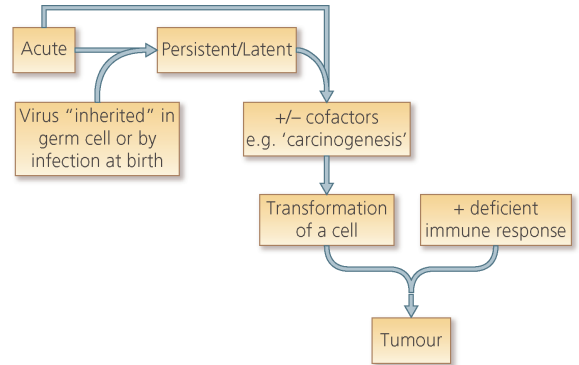 Acute
Persistent/Latent
Virus “inherited” in
germ cell or by
infection at birth
+/– cofactors
e.g. ‘carcinogenesis’
Transformation
of a cell
+ deficient
immune response
Tumour